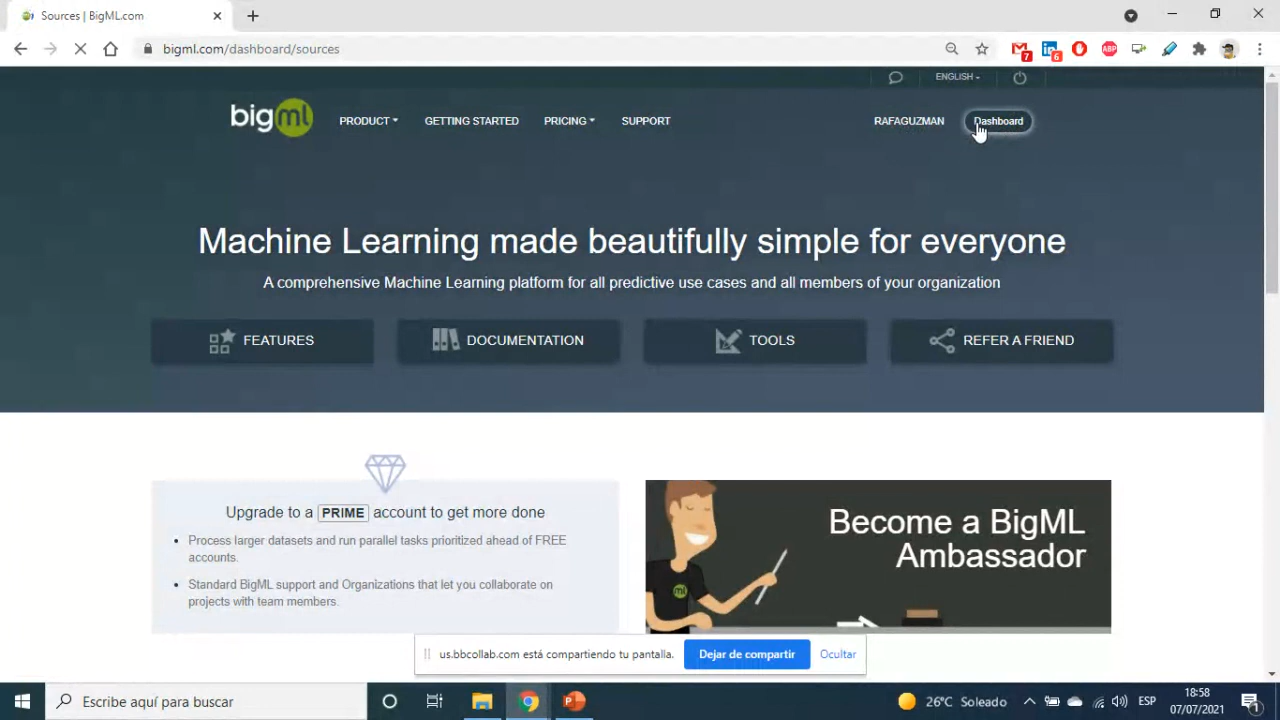 Sources | BigML.com
bigml.com/dashboard/sources
7
6
ABP
ENGLISH
bigml
PRODUCT
GETTING STARTED
PRICING
SUPPORT
RAFAGUZMAN
Dashboard
Machine Learning made beautifully simple for everyone
A comprehensive Machine Learning platform for all predictive use cases and all members of your organization
FEATURES
DOCUMENTATION
TOOLS
REFER A FRIEND
Upgrade to a PRIME account to get more done
• Process larger datasets and run parallel tasks prioritized ahead of FREE
accounts.
• Standard BigML support and Organizations that let you collaborate on
projects with team members.
Become a BigML
Ambassador
ml
us.bbcollab.com está compartiendo tu pantalla.
Dejar de compartir
Ocultar
Escribe aquí para buscar
26°C Soleado
ESP
18:58
07/07/2021
1